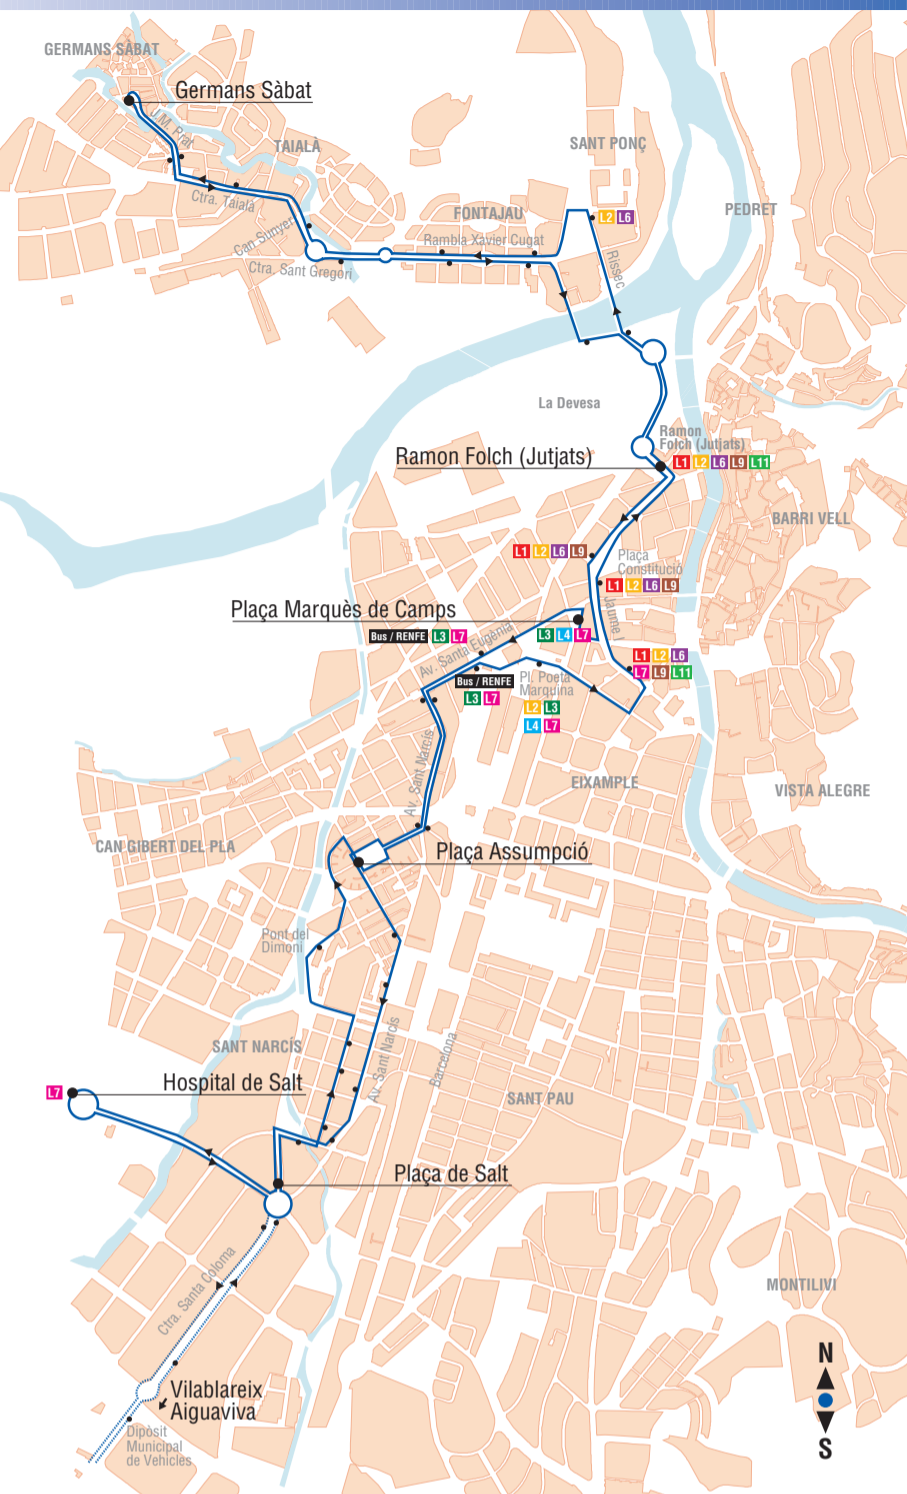 GERMANS SÀBAT
Germans Sàbat
J.M. Prat
TAIALÀ
SANT PONÇ
Ctra. Taialà
PEDRET
FONTAJAU
L2 L6
Can Sunyer
Rambla Xavier Cugat
Rissec
Ctra. Sant Gregori
La Devesa
Ramon
Folch (Jutjats)
Ramon Folch (Jutjats)
L1 L2 L6 L9 L11
BARRI VELL
L1 L2 L6 L9
Plaça
Constitució
L1 L2 L6 L9
Jaume I
Plaça Marquès de Camps
Bus / RENFE L3 L7
L3 L4 L7
Av. Santa Eugènia
L1 L2 L6
L7 L9 L11
Bus / RENFE
L3 L7
Pl. Poeta
Marquina
L2 L3
L4 L7
Av. Sant Narcís
EIXAMPLE
VISTA ALEGRE
CAN GIBERT DEL PLA
Plaça Assumpció
Pont del
Dimoni
Av. Sant Narcís
Barcelona
SANT NARCÍS
L7
Hospital de Salt
SANT PAU
Plaça de Salt
Ctra. Santa Coloma
MONTILIVI
N
S
Vilablareix
Aiguaviva
Dipòsit
Municipal
de Vehicles